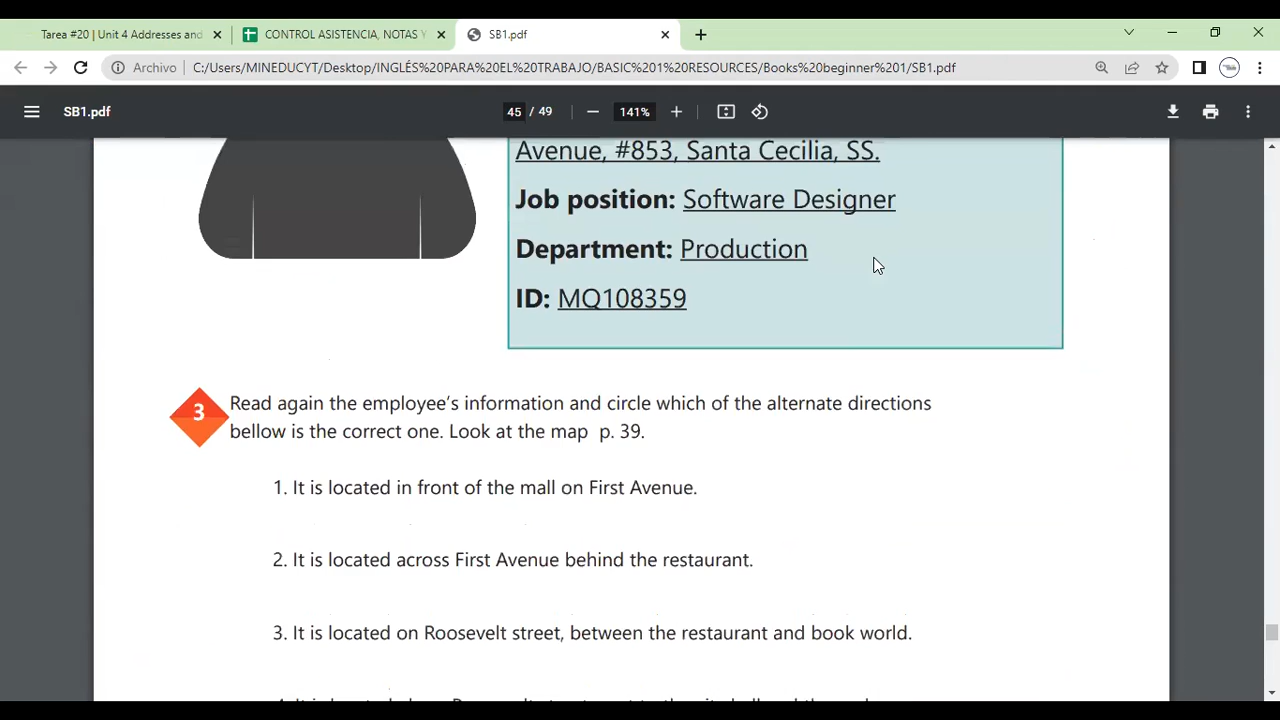 Tarea #20 | Unit 4 Addresses and
CONTROL ASISTENCIA, NOTAS Y
SB1.pdf
Archivo
C:/Users/MINEDUCYT/Desktop/INGLÉS%20PARA%20EL%20TRABAJO/BASIC%201%20RESOURCES/Books%20beginner%201/SB1.pdf
SB1.pdf
45 / 49
141%
Avenue, #853, Santa Cecilia, SS.
Job position: Software Designer
Department: Production
ID: MQ108359
3
Read again the employee's information and circle which of the alternate directions
bellow is the correct one. Look at the map p. 39.
1. It is located in front of the mall on First Avenue.
2. It is located across First Avenue behind the restaurant.
3. It is located on Roosevelt street, between the restaurant and book world.